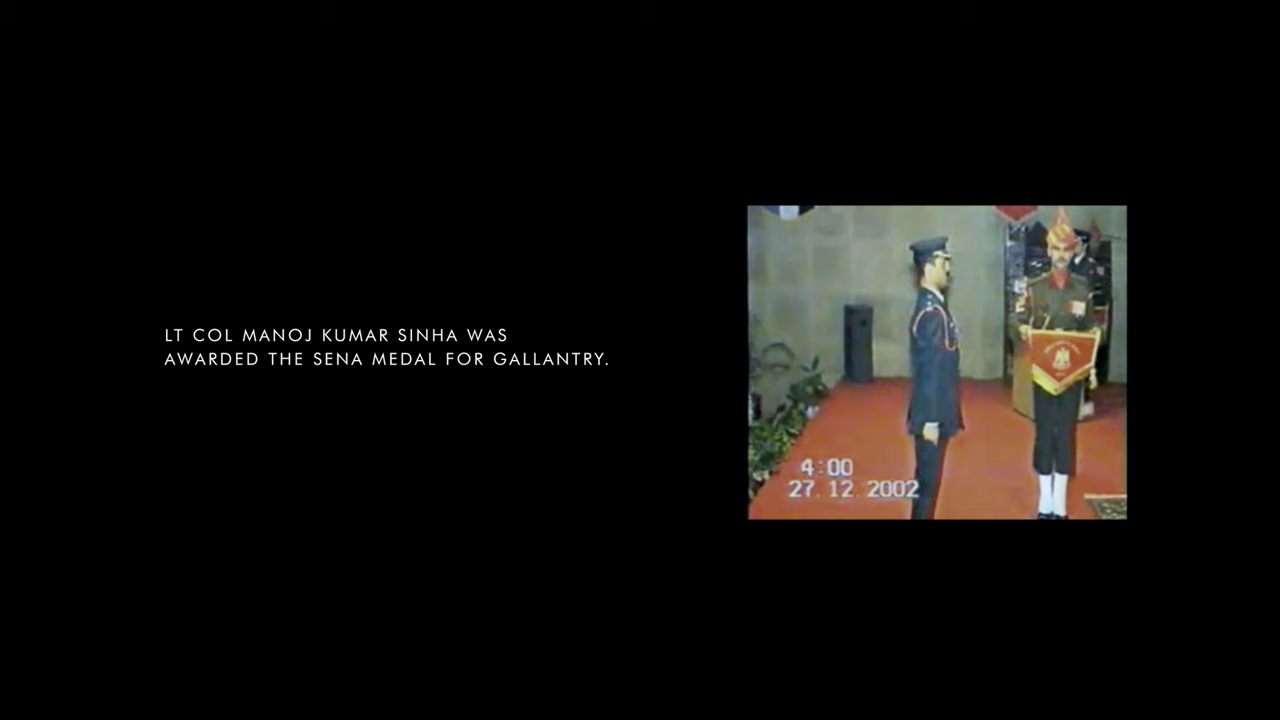 LT COL MANOJ KUMAR SINHA WAS
AWARDED THE SENA MEDAL FOR GALLANTRY.
4:00
27.12.2002